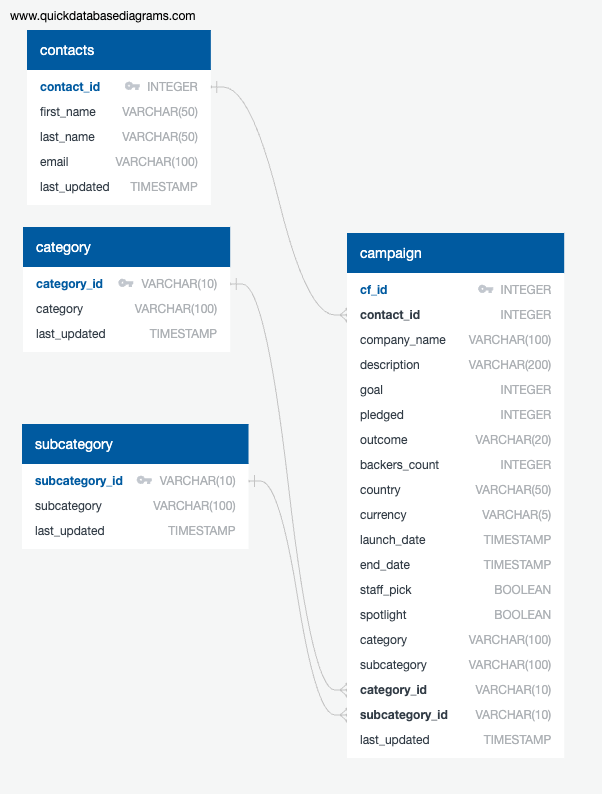 www.quickdatabasediagrams.com
contacts
contact_id INTEGER
first_name VARCHAR(50)
last_name VARCHAR(50)
email VARCHAR(100)
last_updated TIMESTAMP
category
category_id VARCHAR(10)
category VARCHAR(100)
last_updated TIMESTAMP
subcategory
subcategory_id VARCHAR(10)
subcategory VARCHAR(100)
last_updated TIMESTAMP
campaign
cf_id INTEGER
contact_id INTEGER
company_name VARCHAR(100)
description VARCHAR(200)
goal INTEGER
pledged INTEGER
outcome VARCHAR(20)
backers_count INTEGER
country VARCHAR(50)
currency VARCHAR(5)
launch_date TIMESTAMP
end_date TIMESTAMP
staff_pick BOOLEAN
spotlight BOOLEAN
category VARCHAR(100)
subcategory VARCHAR(100)
category_id VARCHAR(10)
subcategory_id VARCHAR(10)
last_updated TIMESTAMP